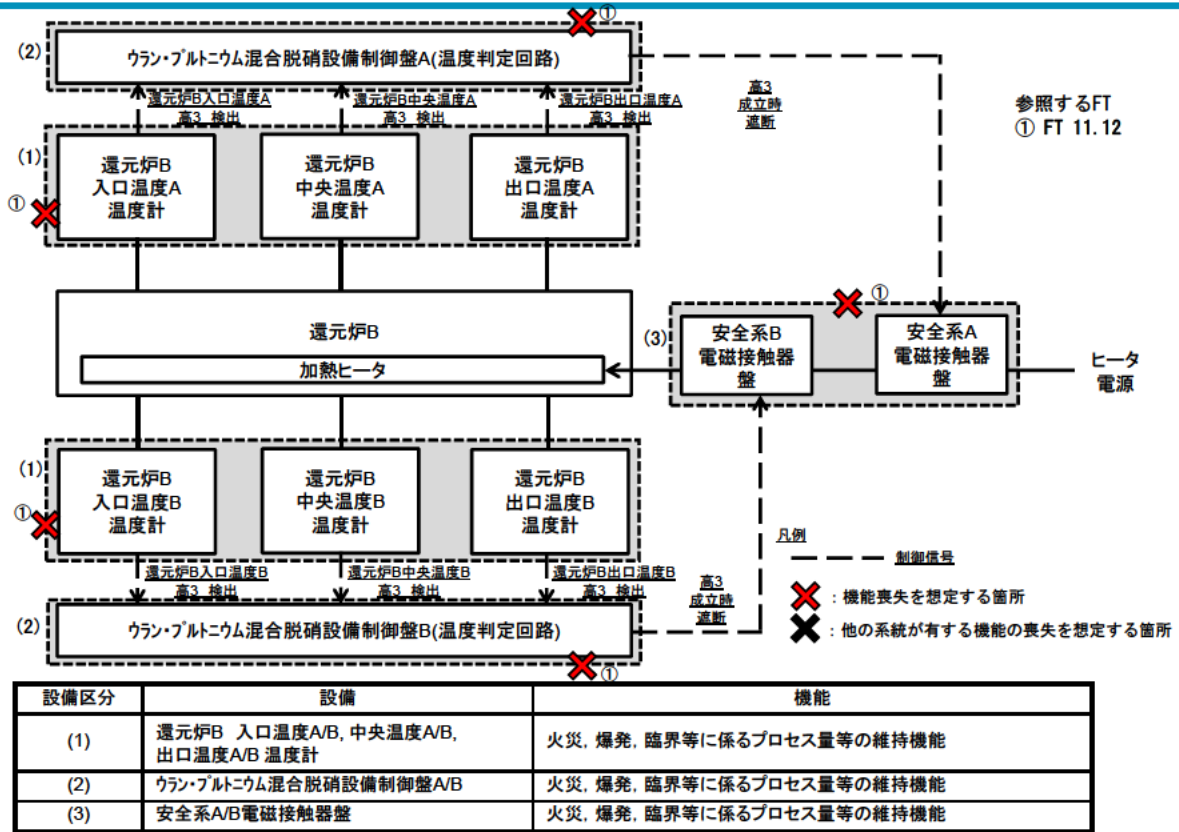 ①
(2)
ウラン・プルトニウム混合脱硝設備制御盤A(温度判定回路)
還元炉B入口温度A
高3 検出
還元炉B中央温度A
高3 検出
還元炉B出口温度A
高3 検出
高3
成立時
遮断
参照するFT
① FT 11.12
(1)
①
還元炉B
入口温度A
温度計
還元炉B
中央温度A
温度計
還元炉B
出口温度A
温度計
還元炉B
加熱ヒータ
①
(3)
安全系B
電磁接触器
盤
安全系A
電磁接触器
盤
ヒータ
電源
(1)
①
還元炉B
入口温度B
温度計
還元炉B
中央温度B
温度計
還元炉B
出口温度B
温度計
還元炉B入口温度B
高3 検出
還元炉B中央温度B
高3 検出
還元炉B出口温度B
高3 検出
高3
成立時
遮断
(2)
ウラン・プルトニウム混合脱硝設備制御盤B(温度判定回路)
①
凡例
制御信号
：機能喪失を想定する箇所
：他の系統が有する機能の喪失を想定する箇所
設備区分 設備 機能
(1) 還元炉B 入口温度A/B, 中央温度A/B, 火災, 爆発, 臨界等に係るプロセス量等の維持機能
出口温度A/B 温度計
(2) ウラン・プルトニウム混合脱硝設備制御盤A/B 火災, 爆発, 臨界等に係るプロセス量等の維持機能
(3) 安全系A/B電磁接触器盤 火災, 爆発, 臨界等に係るプロセス量等の維持機能